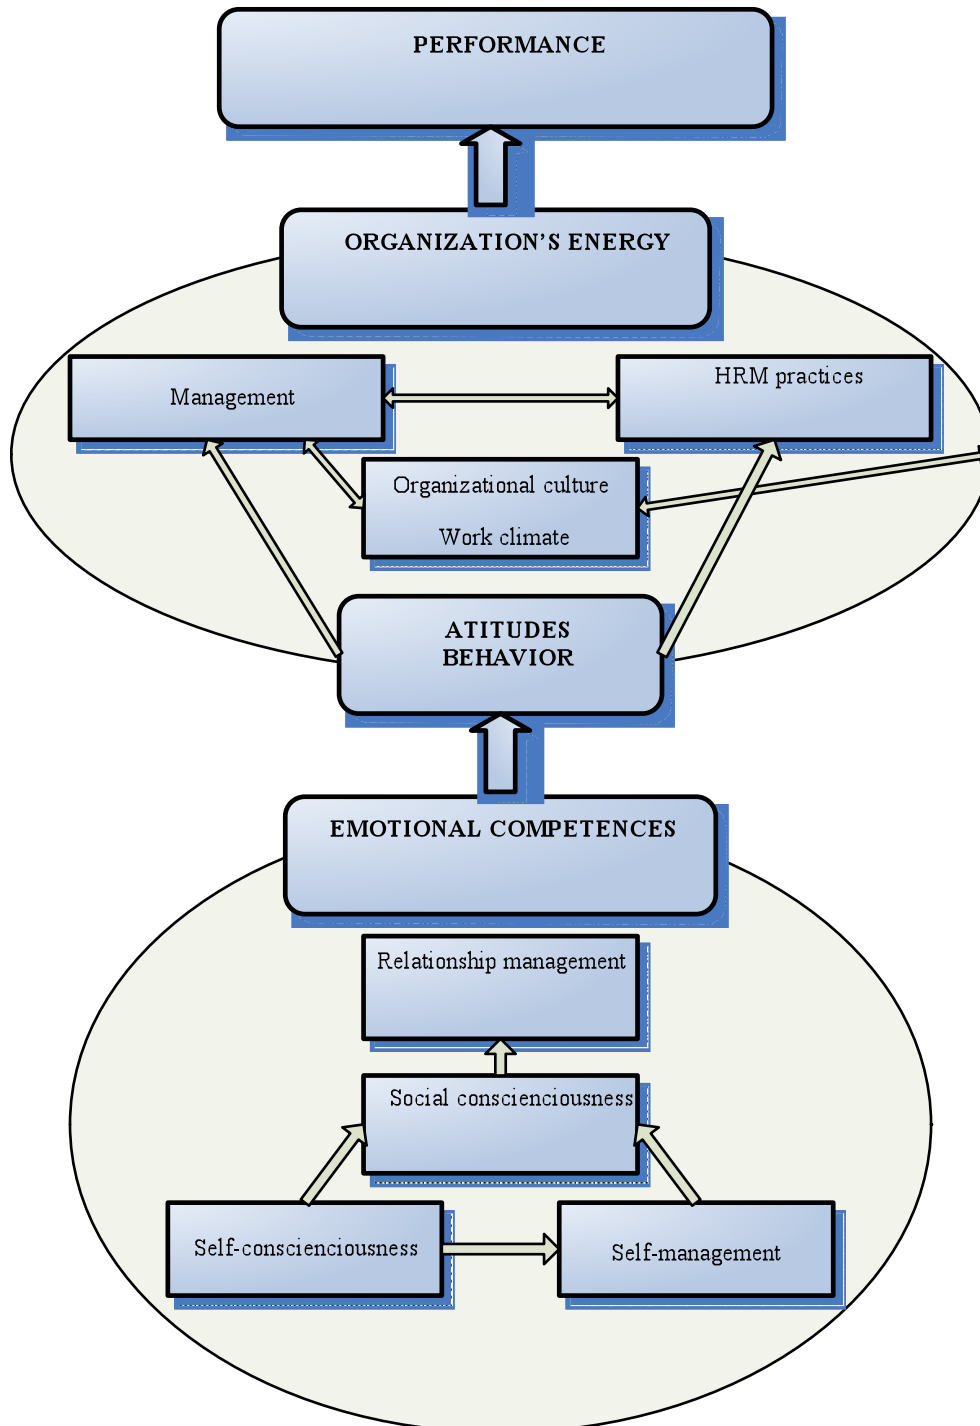 PERFORMANCE
ORGANIZATION'S ENERGY
Management
HRM practices
Organizational culture
Work climate
ATITUDES
BEHAVIOR
EMOTIONAL COMPETENCES
Relationship management
Social conscienciousness
Self-conscienciousness
Self-management